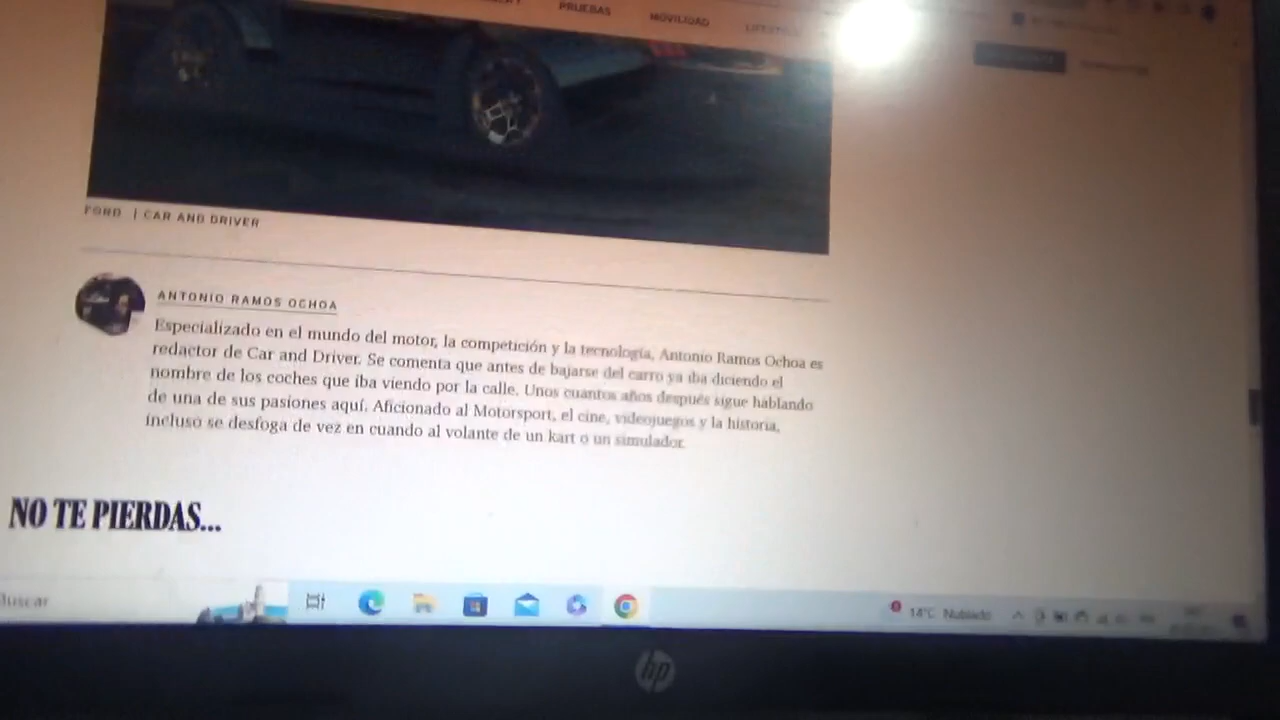 PRUEBAS MOVILIDAD
FORD | CAR AND DRIVER
ANTONIO RAMOS OCHOA
Especializado en el mundo del motor, la competición y la tecnología, Antonio Ramos Ochoa es
redactor de Car and Driver. Se comenta que antes de bajarse del carro ya iba diciendo el
nombre de los coches que iba viendo por la calle. Unos cuantos años después sigue hablando
de una de sus pasiones aquí. Aficionado al Motorsport, el cine, videojuegos y la historia,
incluso se desfoga de vez en cuando al volante de un kart o un simulador.
NO TE PIERDAS...
Buscar
14°C Nublado
hp